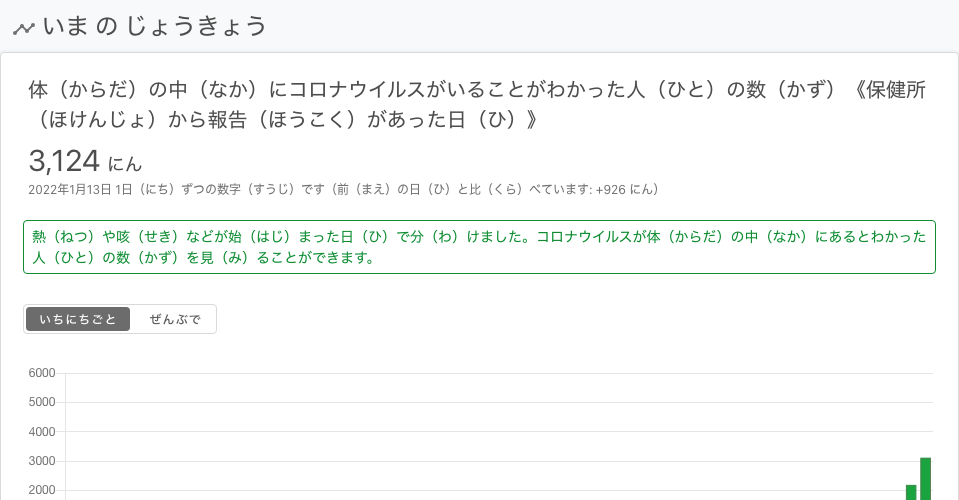 いま の じょうきょう
体（からだ）の中（なか）にコロナウイルスがいることがわかった人（ひと）の数（かず）《保健所
（ほけんじょ）から報告（ほうこく）があった日（ひ）》
3,124 にん
2022年1月13日 1日（にち）ずつの数字（すうじ）です（前（まえ）の日（ひ）と比（くら）べています: +926 にん）
熱（ねつ）や咳（せき）などが始（はじ）まった日（ひ）で分（わ）けました。コロナウイルスが体（からだ）の中（なか）にあるとわかった
人（ひと）の数（かず）を見（み）ることができます。
いちにちごと ぜんぶで
6000
5000
4000
3000
2000